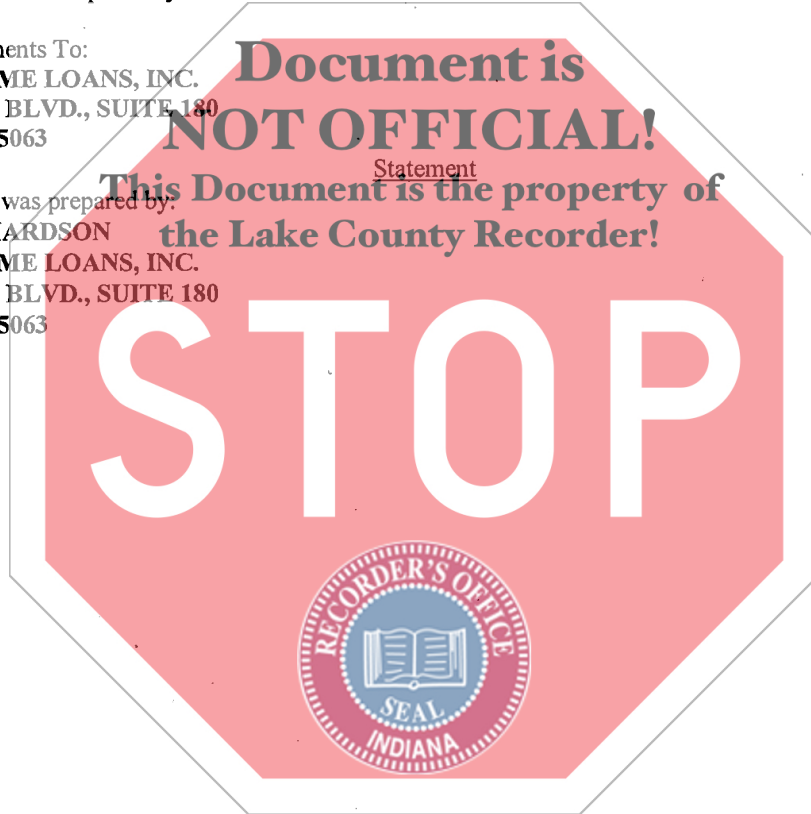 ents To:
ME LOANS, INC.
BLVD., SUITE 180
5063
Document is
NOT OFFICIAL!
Statement
This Document is the property of
the Lake County Recorder!
was prepared by:
ARDSON
ME LOANS, INC.
BLVD., SUITE 180
5063
STOP
RECORDER'S OFFICE
SEAL
INDIANA